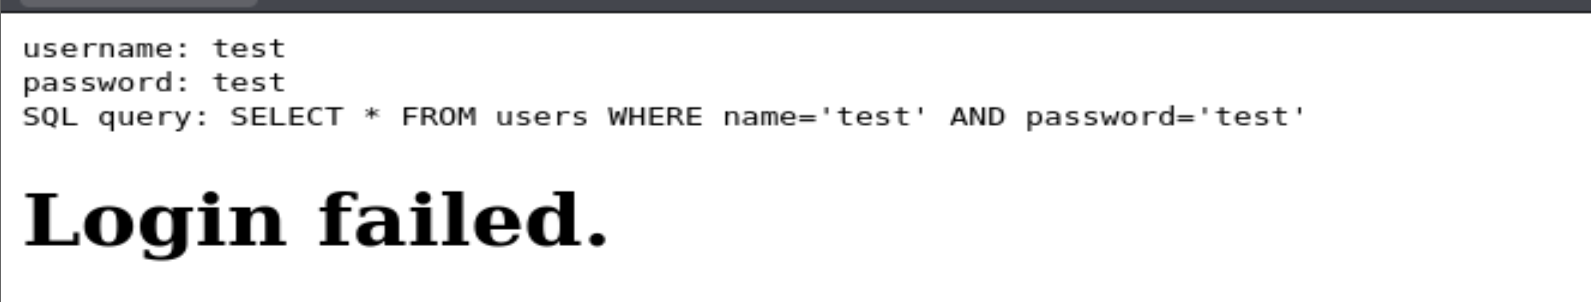 username: test
password: test
SQL query: SELECT * FROM users WHERE name='test' AND password='test'
Login failed.